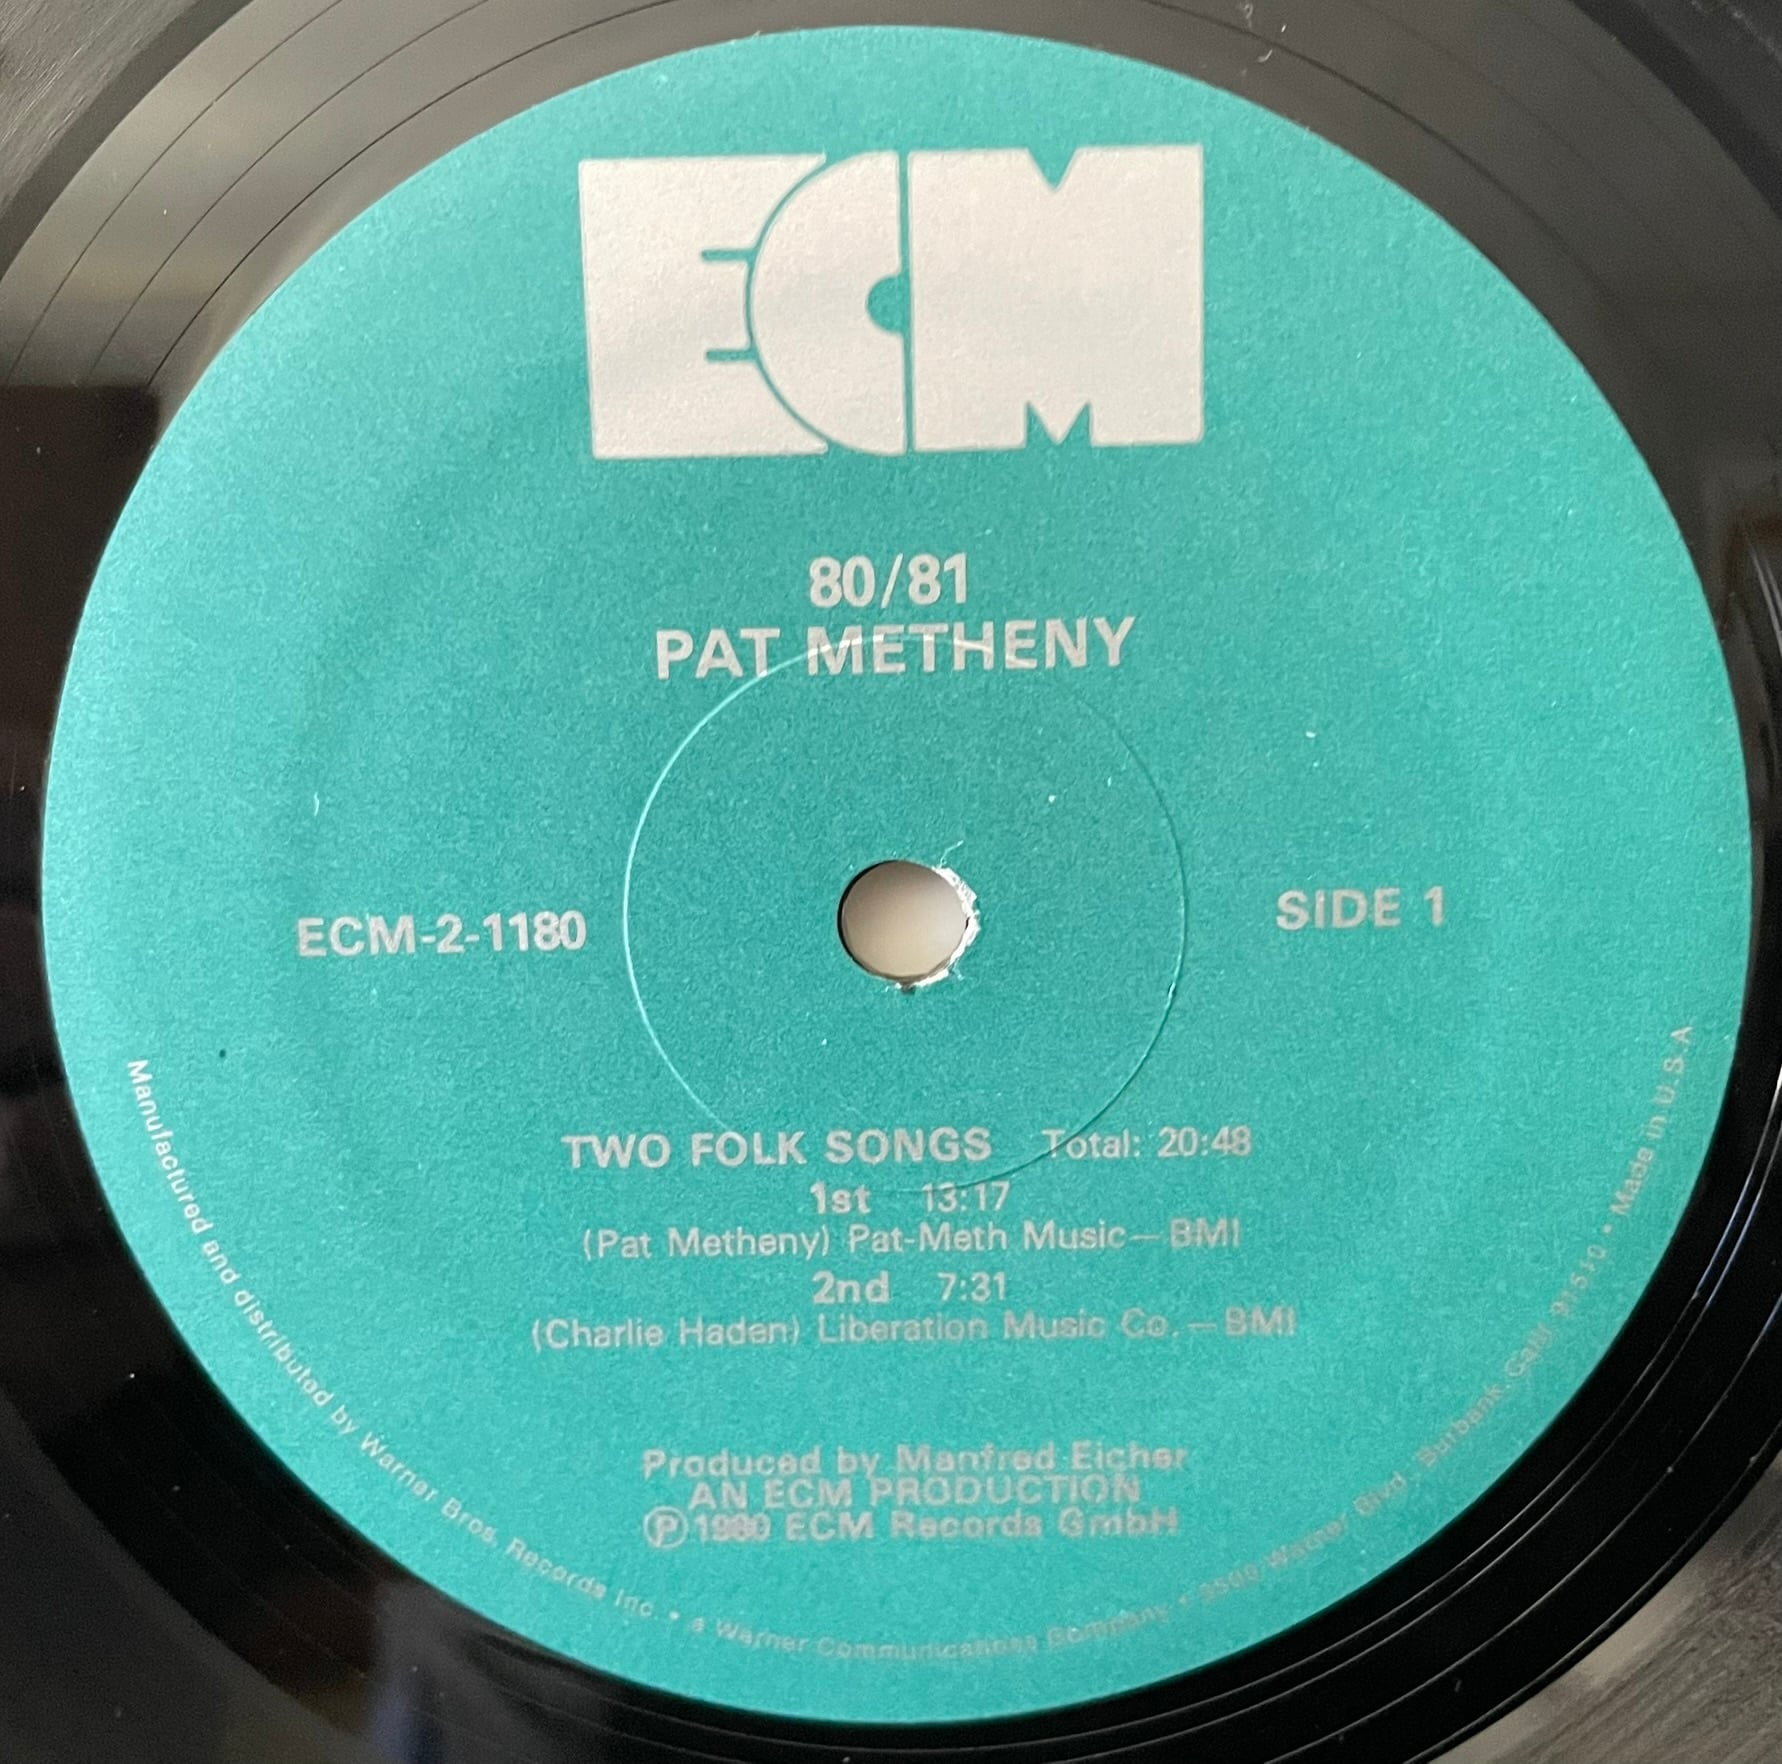 ECM
80/81
PAT METHENY
ECM-2-1180
SIDE 1
TWO FOLK SONGS Total: 20:48
1st 13:17
(Pat Metheny) Pat-Meth Music—BMI
2nd 7:31
(Charlie Haden) Liberation Music Co.—BMI
Produced by Manfred Eicher
AN ECM PRODUCTION
Ⓟ 1980 ECM Records GmbH
Manufactured and distributed by Warner Bros. Records Inc. • a Warner Communications Company • 3500 Warner Blvd., Burbank, Calif. 91510 • Made in U.S.A